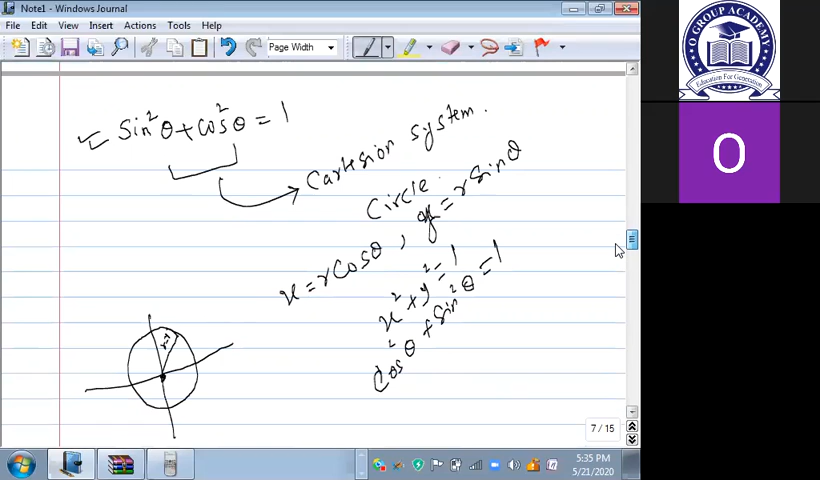 Note1 - Windows Journal
File Edit View Insert Actions Tools Help
Page Width
Sin²θ + Cos²θ = 1
Cartesion system.
Circle.
x = r Cosθ, y = r Sinθ
x² + y² = 1
Cos²θ + Sin²θ = 1
7 / 15
5:35 PM
5/21/2020
O GROUP ACADEMY
Education For Generation
O